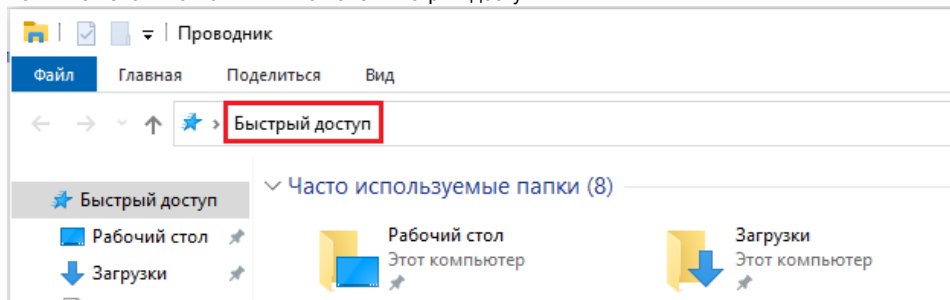 Проводник
Файл Главная Поделиться Вид
Быстрый доступ
Быстрый доступ
Рабочий стол
Загрузки
Часто используемые папки (8)
Рабочий стол
Этот компьютер
Загрузки
Этот компьютер